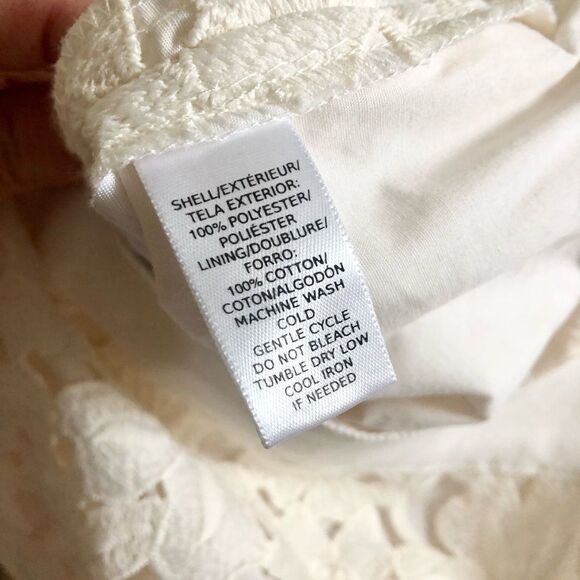 SHELL/EXTÉRIEUR/
TELA EXTERIOR:
100% POLYESTER/
POLIÉSTER
LINING/DOUBLURE/
FORRO:
100% COTTON/
COTON/ALGODÓN
MACHINE WASH
COLD
GENTLE CYCLE
DO NOT BLEACH
TUMBLE DRY LOW
COOL IRON
IF NEEDED